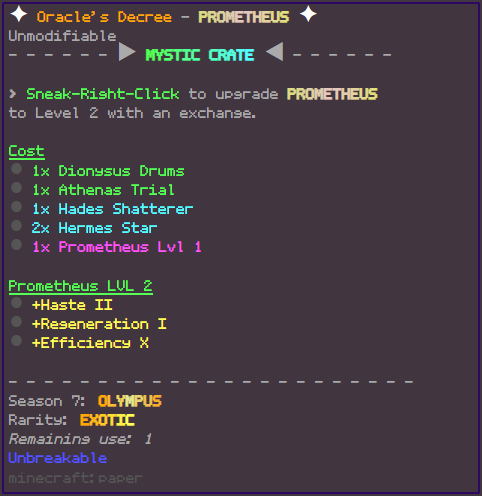 ✦ Oracle's Decree - PROMETHEUS ✦
Unmodifiable
- - - - - - ▶ MYSTIC CRATE ◀ - - - - - -
> Sneak-Right-Click to upgrade PROMETHEUS
to Level 2 with an exchange.
Cost
● 1x Dionysus Drums
● 1x Athenas Trial
● 1x Hades Shatterer
● 2x Hermes Star
● 1x Prometheus Lvl 1
Prometheus LVL 2
● +Haste II
● +Regeneration I
● +Efficiency X
- - - - - - - - - - - - - - - - - - - - - - - - -
Season 7: OLYMPUS
Rarity: EXOTIC
Remaining use: 1
Unbreakable
minecraft:paper